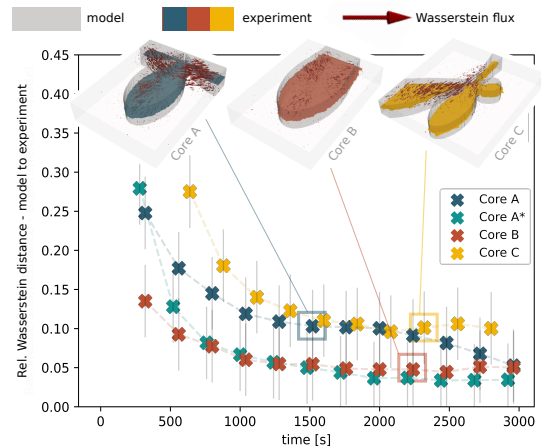 model experiment Wasserstein flux
Rel. Wasserstein distance - model to experiment
0.45
0.40
0.35
0.30
0.25
0.20
0.15
0.10
0.05
0.00
Core A
Core B
Core C
Core A
Core A*
Core B
Core C
0 500 1000 1500 2000 2500 3000
time [s]